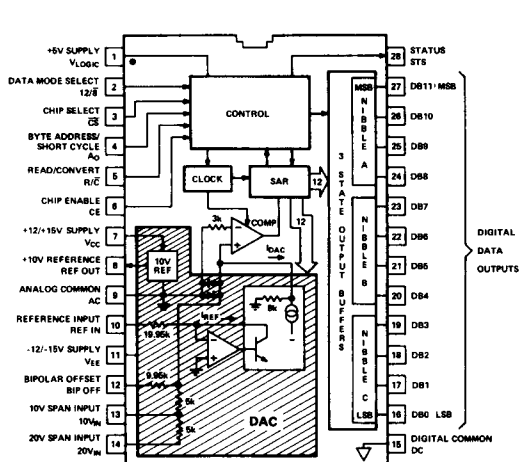 +5V SUPPLY
VLOGIC
1
DATA MODE SELECT
12/8̅
2
CHIP SELECT
C̅S̅
3
BYTE ADDRESS/
SHORT CYCLE
AO
4
READ/CONVERT
R/C̅
5
CHIP ENABLE
CE
6
+12/+15V SUPPLY
VCC
7
+10V REFERENCE
REF OUT
8
ANALOG COMMON
AC
9
REFERENCE INPUT
REF IN
10
-12/-15V SUPPLY
VEE
11
BIPOLAR OFFSET
BIP OFF
12
10V SPAN INPUT
10VIN
13
20V SPAN INPUT
20VIN
14
CONTROL
CLOCK
SAR
12
12
3k
COMP
IDAC
10V
REF
IREF
8k
19.95k
9.95k
5k
5k
DAC
3 STATE OUTPUT BUFFERS
MSB
NIBBLE A
NIBBLE B
NIBBLE C
LSB
28
STATUS
STS
27
DB11 MSB
26
DB10
25
DB9
24
DB8
23
DB7
22
DB6
21
DB5
20
DB4
19
DB3
18
DB2
17
DB1
16
DB0 LSB
15
DIGITAL COMMON
DC
DIGITAL
DATA
OUTPUTS